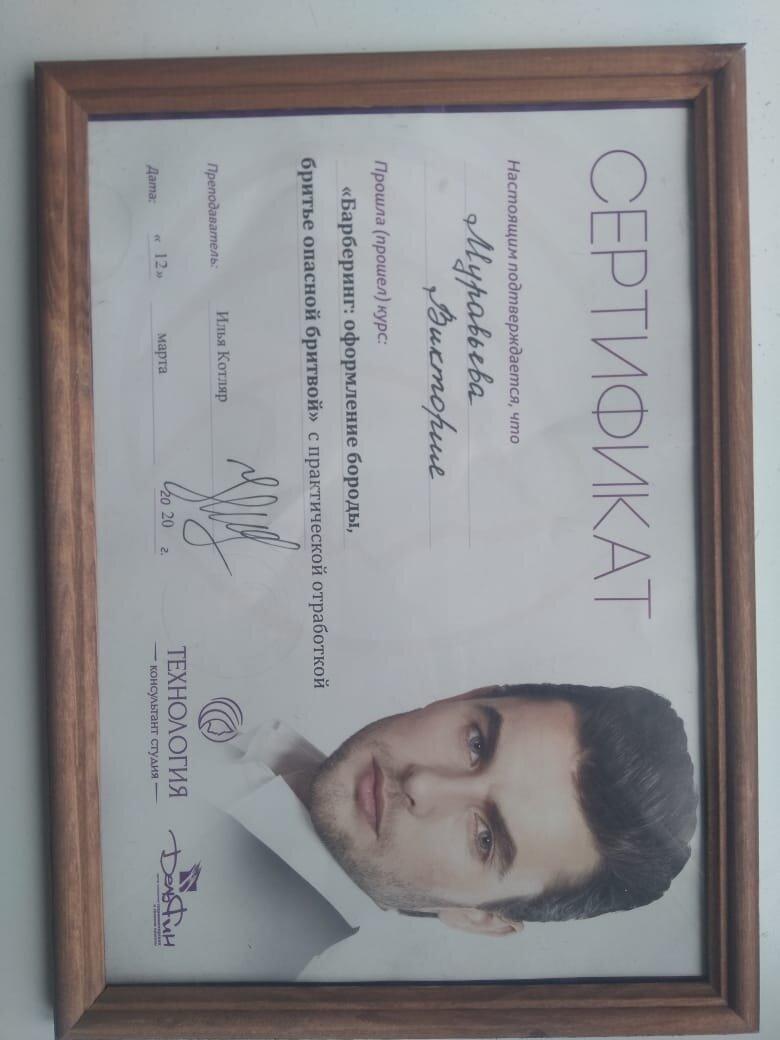 СЕРТИФИКАТ
Настоящим подтверждается, что
Муравьева
Виктория
Прошла (прошел) курс:
«Барберинг: оформление бороды,
бритье опасной бритвой» с практической отработкой
Преподаватель: Илья Котляр
Дата: « 12 » марта 20 20 г.
ТЕХНОЛОГИЯ
— консультант студия —
Дельфин